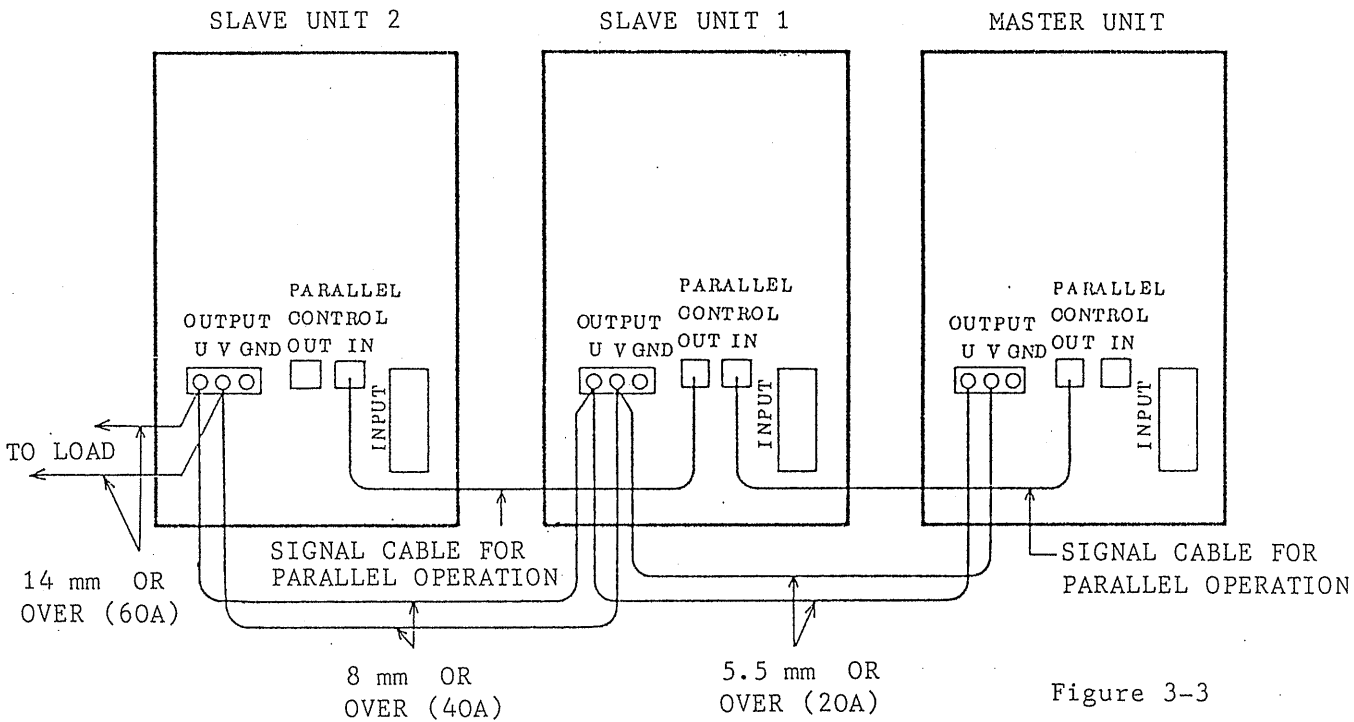 SLAVE UNIT 2
SLAVE UNIT 1
MASTER UNIT
PARALLEL
CONTROL
OUT IN
OUTPUT
U V GND
INPUT
PARALLEL
CONTROL
OUT IN
OUTPUT
U V GND
INPUT
PARALLEL
CONTROL
OUT IN
OUTPUT
U V GND
INPUT
TO LOAD
SIGNAL CABLE FOR
PARALLEL OPERATION
SIGNAL CABLE FOR
PARALLEL OPERATION
14 mm OR
OVER (60A)
8 mm OR
OVER (40A)
5.5 mm OR
OVER (20A)
Figure 3-3